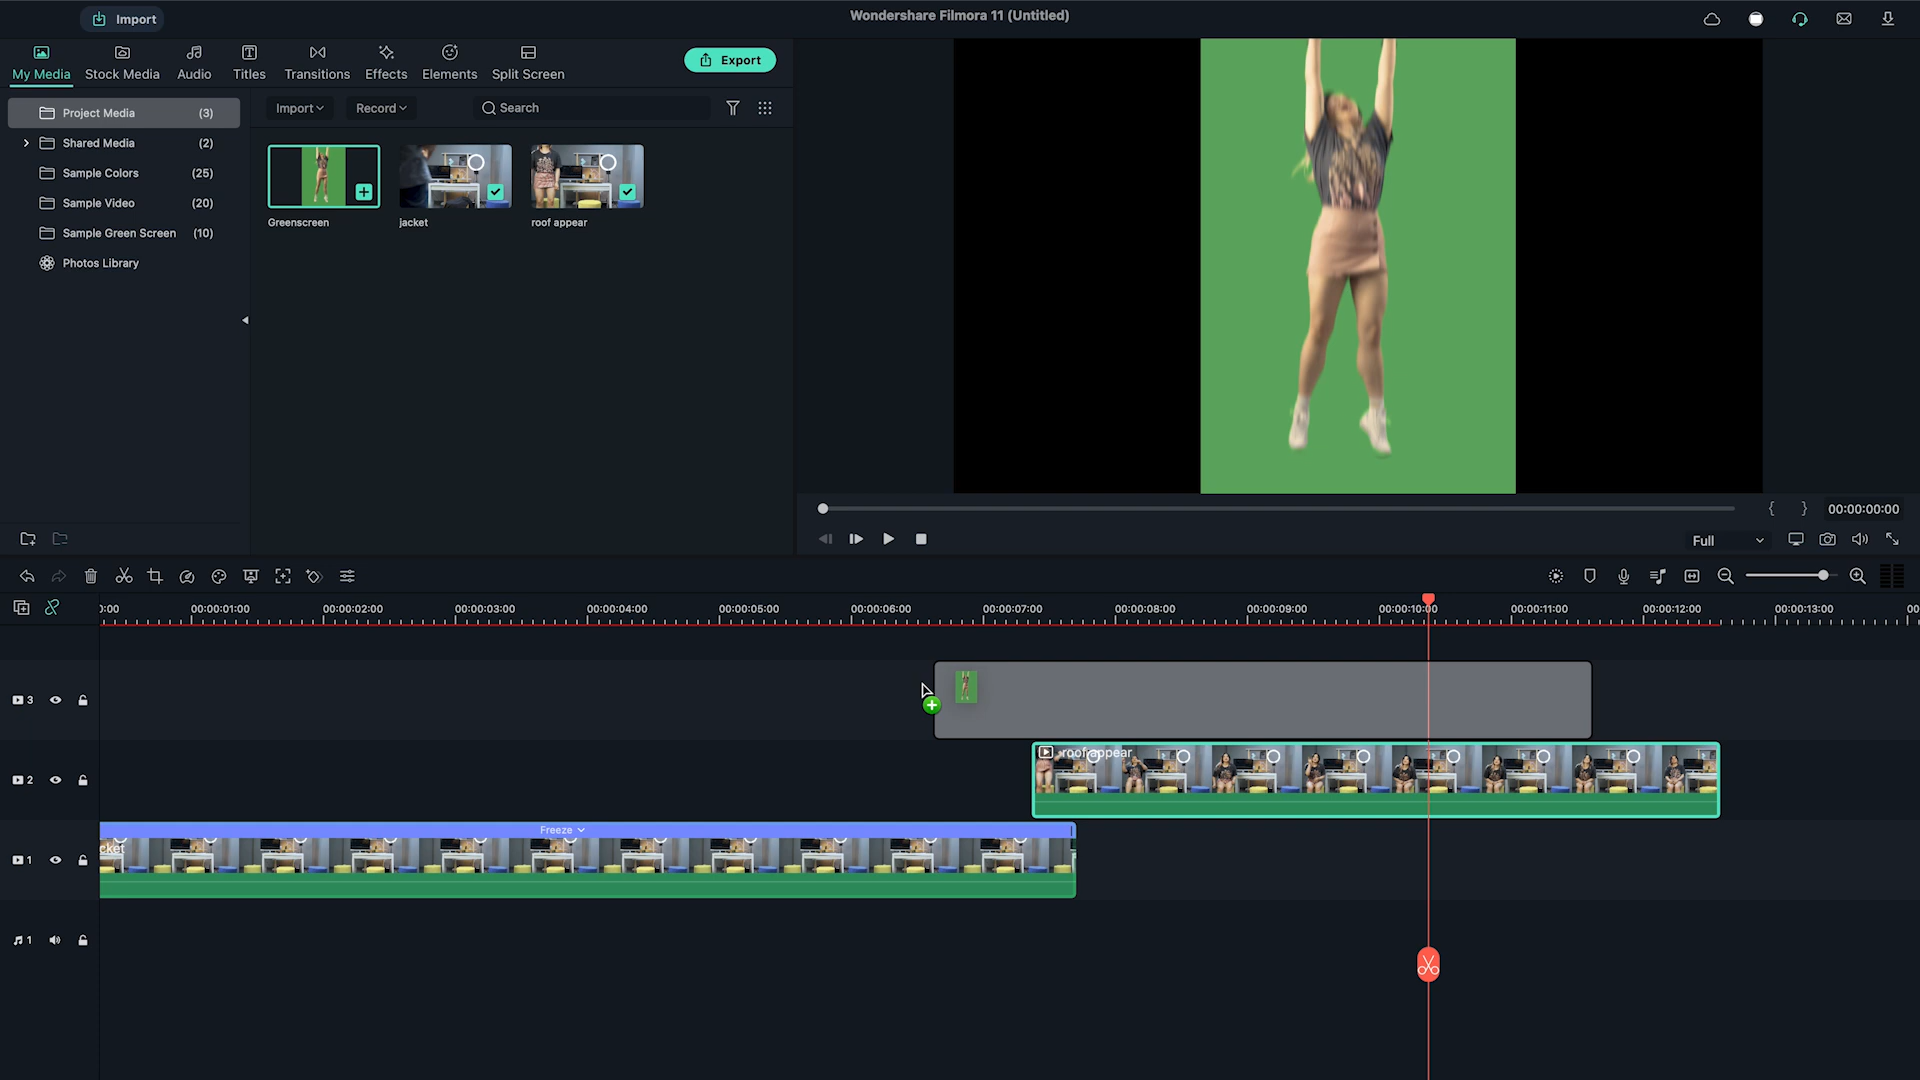 Import
Wondershare Filmora 11 (Untitled)
My Media
Stock Media
Audio
Titles
Transitions
Effects
Elements
Split Screen
Export
Project Media (3)
Shared Media (2)
Sample Colors (25)
Sample Video (20)
Sample Green Screen (10)
Photos Library
Import
Record
Search
Greenscreen
jacket
roof appear
{ } 00:00:00:00
Full
0:00 00:00:01:00 00:00:02:00 00:00:03:00 00:00:04:00 00:00:05:00 00:00:06:00 00:00:07:00 00:00:08:00 00:00:09:00 00:00:10:00 00:00:11:00 00:00:12:00 00:00:13:00 00
3
2
roof appear
1
Freeze
cket
1